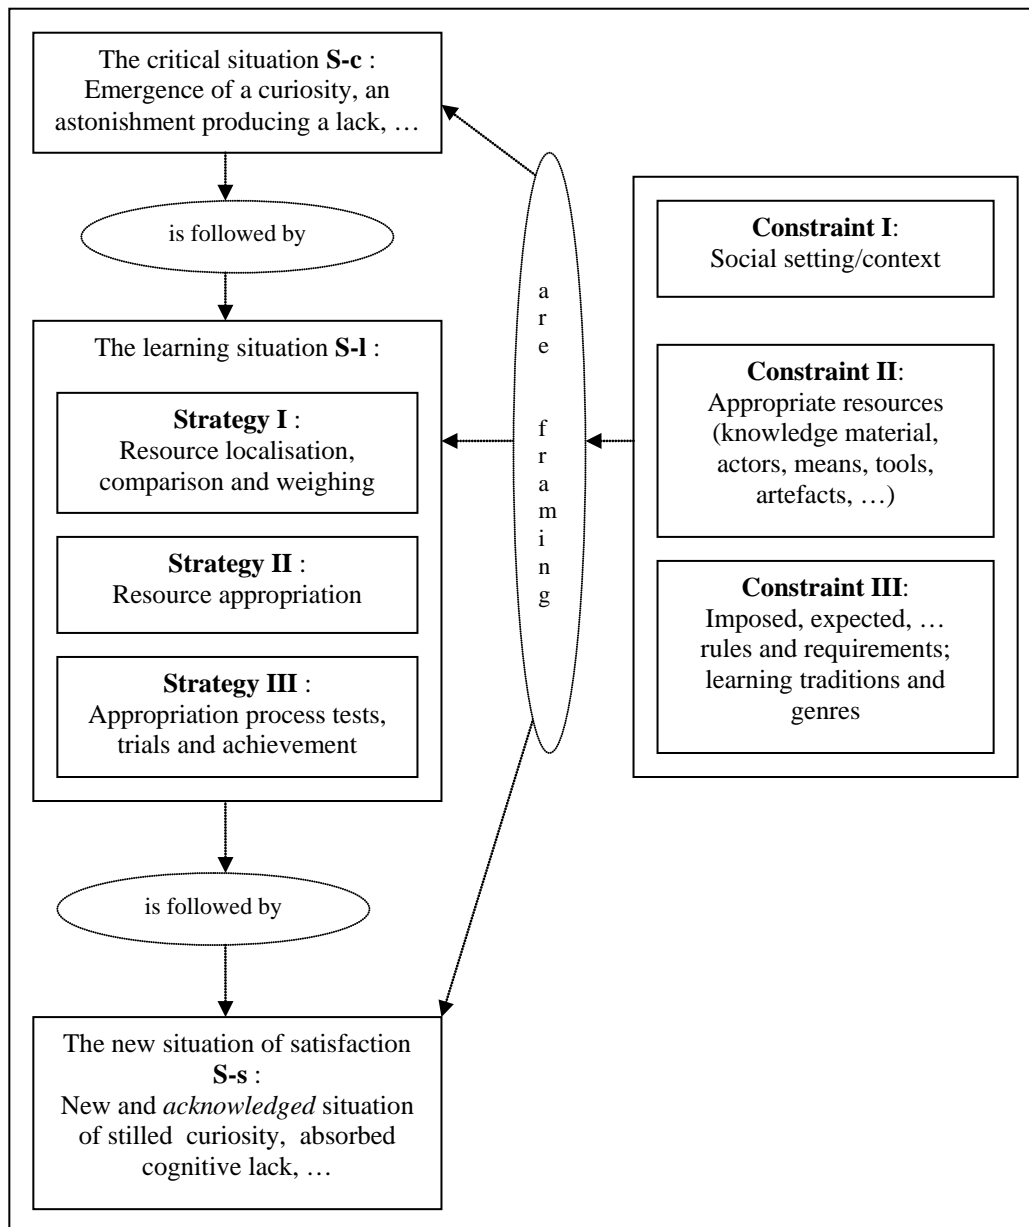 The critical situation S-c :
Emergence of a curiosity, an
astonishment producing a lack, …
is followed by
The learning situation S-l :
Strategy I :
Resource localisation,
comparison and weighing
Strategy II :
Resource appropriation
Strategy III :
Appropriation process tests,
trials and achievement
is followed by
The new situation of satisfaction
S-s :
New and acknowledged situation
of stilled curiosity, absorbed
cognitive lack, …
are framing
Constraint I:
Social setting/context
Constraint II:
Appropriate resources
(knowledge material,
actors, means, tools,
artefacts, …)
Constraint III:
Imposed, expected, …
rules and requirements;
learning traditions and
genres